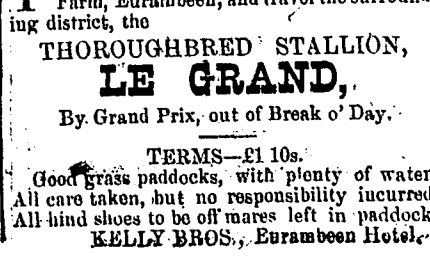 Farm, Eurambeen, and travel the surround
ing district, the
THOROUGHBRED STALLION,
LE GRAND,
By Grand Prix, out of Break o' Day.
TERMS—£1 10s.
Good grass paddocks, with plenty of water
All care taken, but no responsibility incurred
All hind shoes to be off mares left in paddock
KELLY BROS., Eurambeen Hotel.